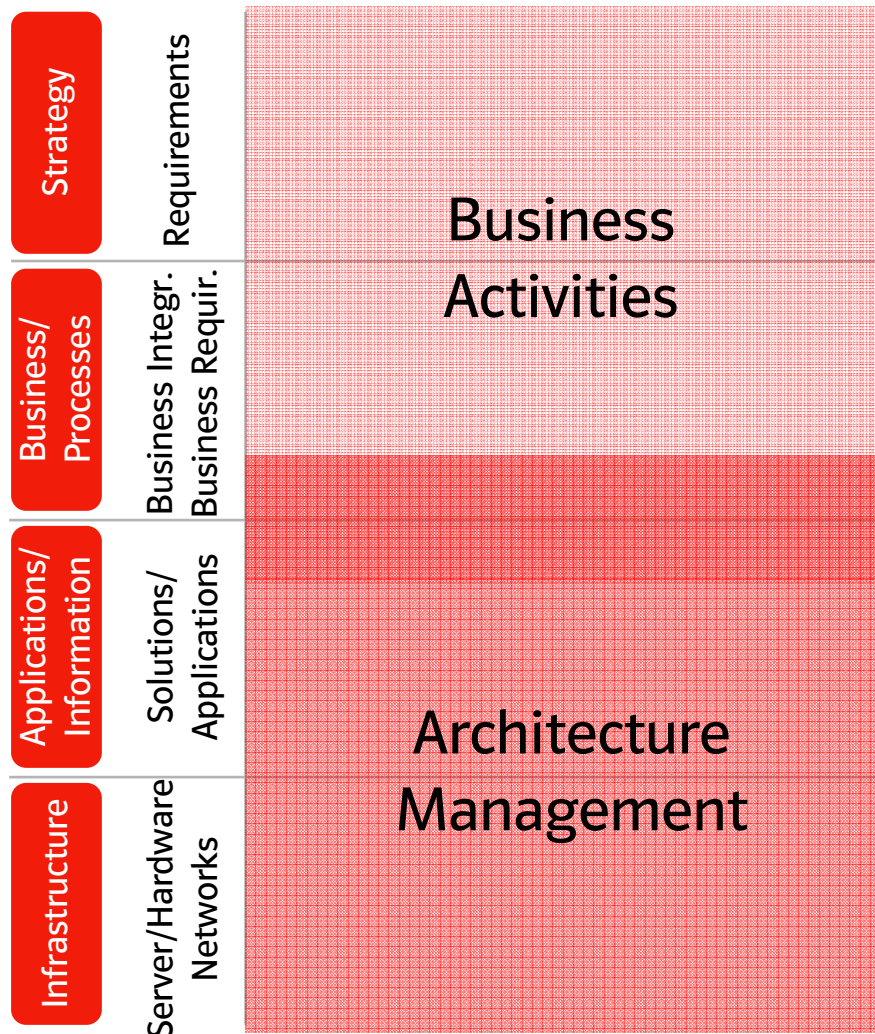 Strategy
Requirements
Business
Activities
Business/
Processes
Business Integr.
Business Requir.
Applications/
Information
Solutions/
Applications
Architecture
Management
Infrastructure
Server/Hardware
Networks